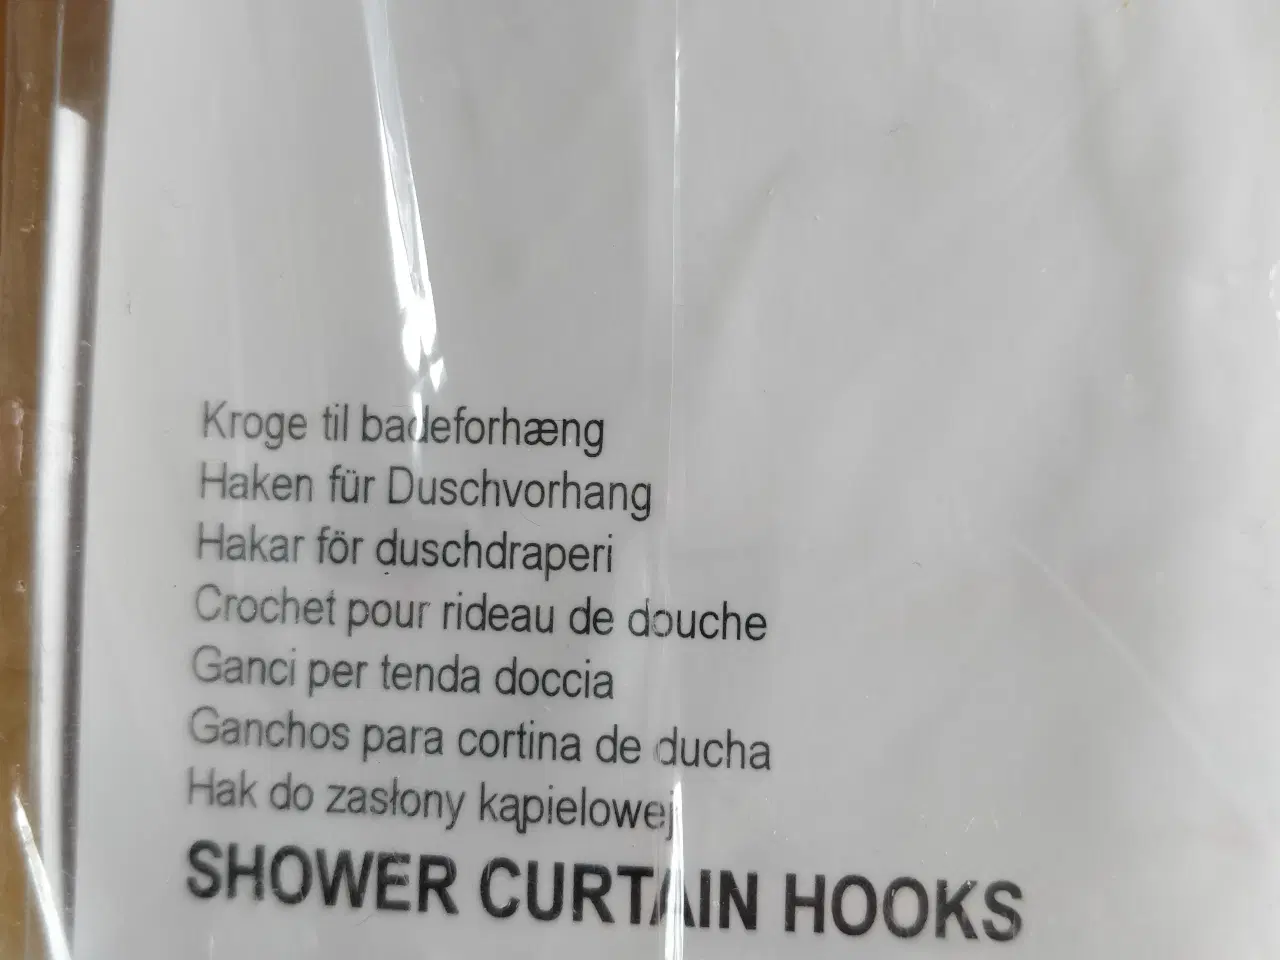 Kroge til badeforhæng
Haken für Duschvorhang
Hakar för duschdraperi
Crochet pour rideau de douche
Ganci per tenda doccia
Ganchos para cortina de ducha
Hak do zasłony kąpielowej
SHOWER CURTAIN HOOKS